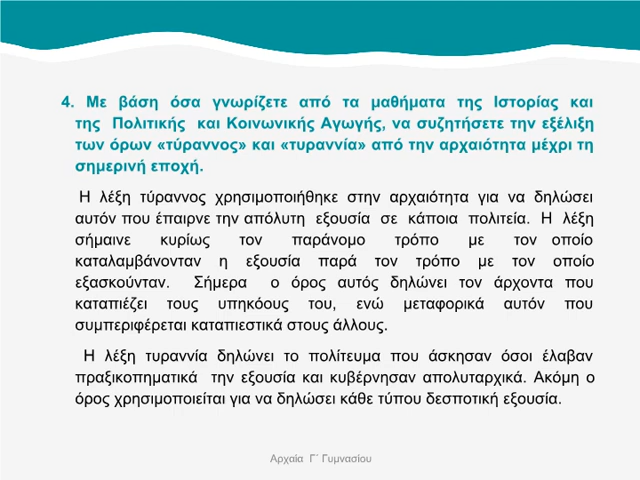 4. Με βάση όσα γνωρίζετε από τα μαθήματα της Ιστορίας και
της Πολιτικής και Κοινωνικής Αγωγής, να συζητήσετε την εξέλιξη
των όρων «τύραννος» και «τυραννία» από την αρχαιότητα μέχρι τη
σημερινή εποχή.
Η λέξη τύραννος χρησιμοποιήθηκε στην αρχαιότητα για να δηλώσει
αυτόν που έπαιρνε την απόλυτη εξουσία σε κάποια πολιτεία. Η λέξη
σήμαινε κυρίως τον παράνομο τρόπο με τον οποίο
καταλαμβάνονταν η εξουσία παρά τον τρόπο με τον οποίο
εξασκούνταν. Σήμερα ο όρος αυτός δηλώνει τον άρχοντα που
καταπιέζει τους υπηκόους του, ενώ μεταφορικά αυτόν που
συμπεριφέρεται καταπιεστικά στους άλλους.
Η λέξη τυραννία δηλώνει το πολίτευμα που άσκησαν όσοι έλαβαν
πραξικοπηματικά την εξουσία και κυβέρνησαν απολυταρχικά. Ακόμη ο
όρος χρησιμοποιείται για να δηλώσει κάθε τύπου δεσποτική εξουσία.
Αρχαία Γ΄ Γυμνασίου